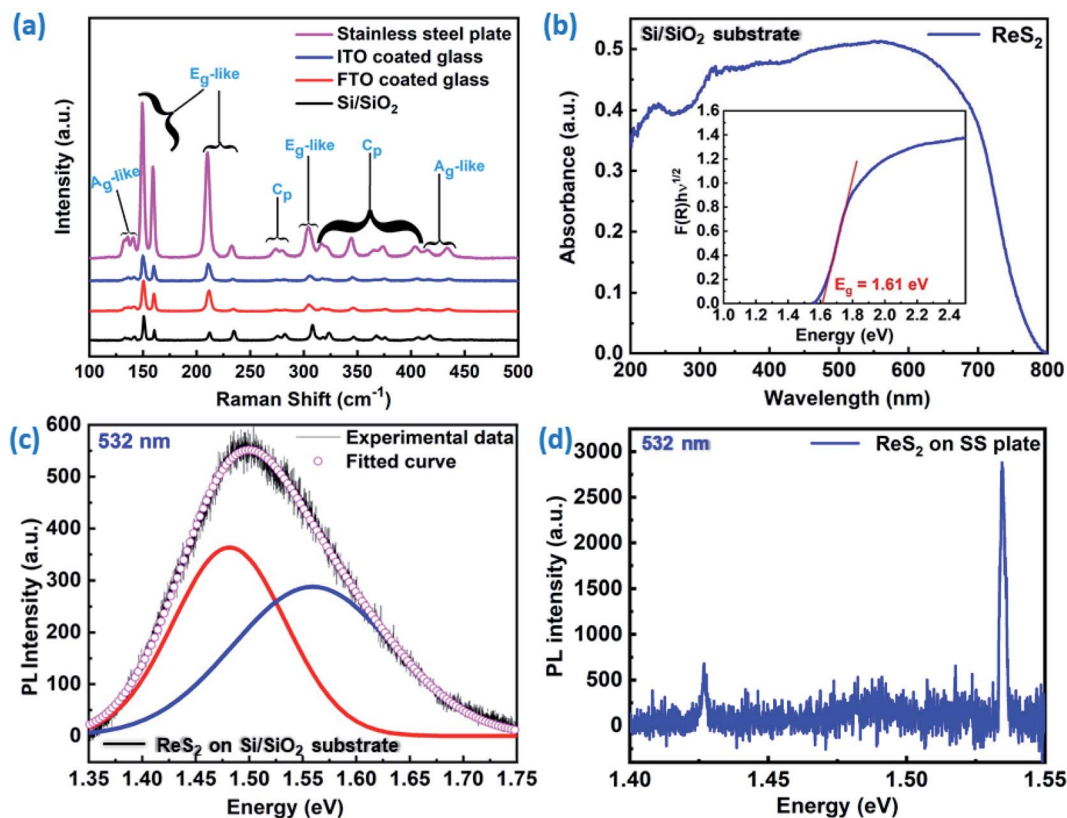 (a)
Stainless steel plate
ITO coated glass
FTO coated glass
Si/SiO2
Eg-like
Ag-like
Eg-like
Cp
Cp
Ag-like
Intensity (a.u.)
100 150 200 250 300 350 400 450 500
Raman Shift (cm-1)
(b)
Si/SiO2 substrate
ReS2
Absorbance (a.u.)
0.5
0.4
0.3
0.2
0.1
0.0
200 300 400 500 600 700 800
Wavelength (nm)
F(R)hν1/2
1.6
1.4
1.2
1.0
0.8
0.6
0.4
0.2
0.0
Eg = 1.61 eV
1.0 1.2 1.4 1.6 1.8 2.0 2.2 2.4
Energy (eV)
(c)
532 nm
Experimental data
Fitted curve
PL Intensity (a.u.)
600
500
400
300
200
100
0
ReS2 on Si/SiO2 substrate
1.35 1.40 1.45 1.50 1.55 1.60 1.65 1.70 1.75
Energy (eV)
(d)
532 nm
ReS2 on SS plate
PL intensity (a.u.)
3000
2500
2000
1500
1000
500
0
1.40 1.45 1.50 1.55
Energy (eV)